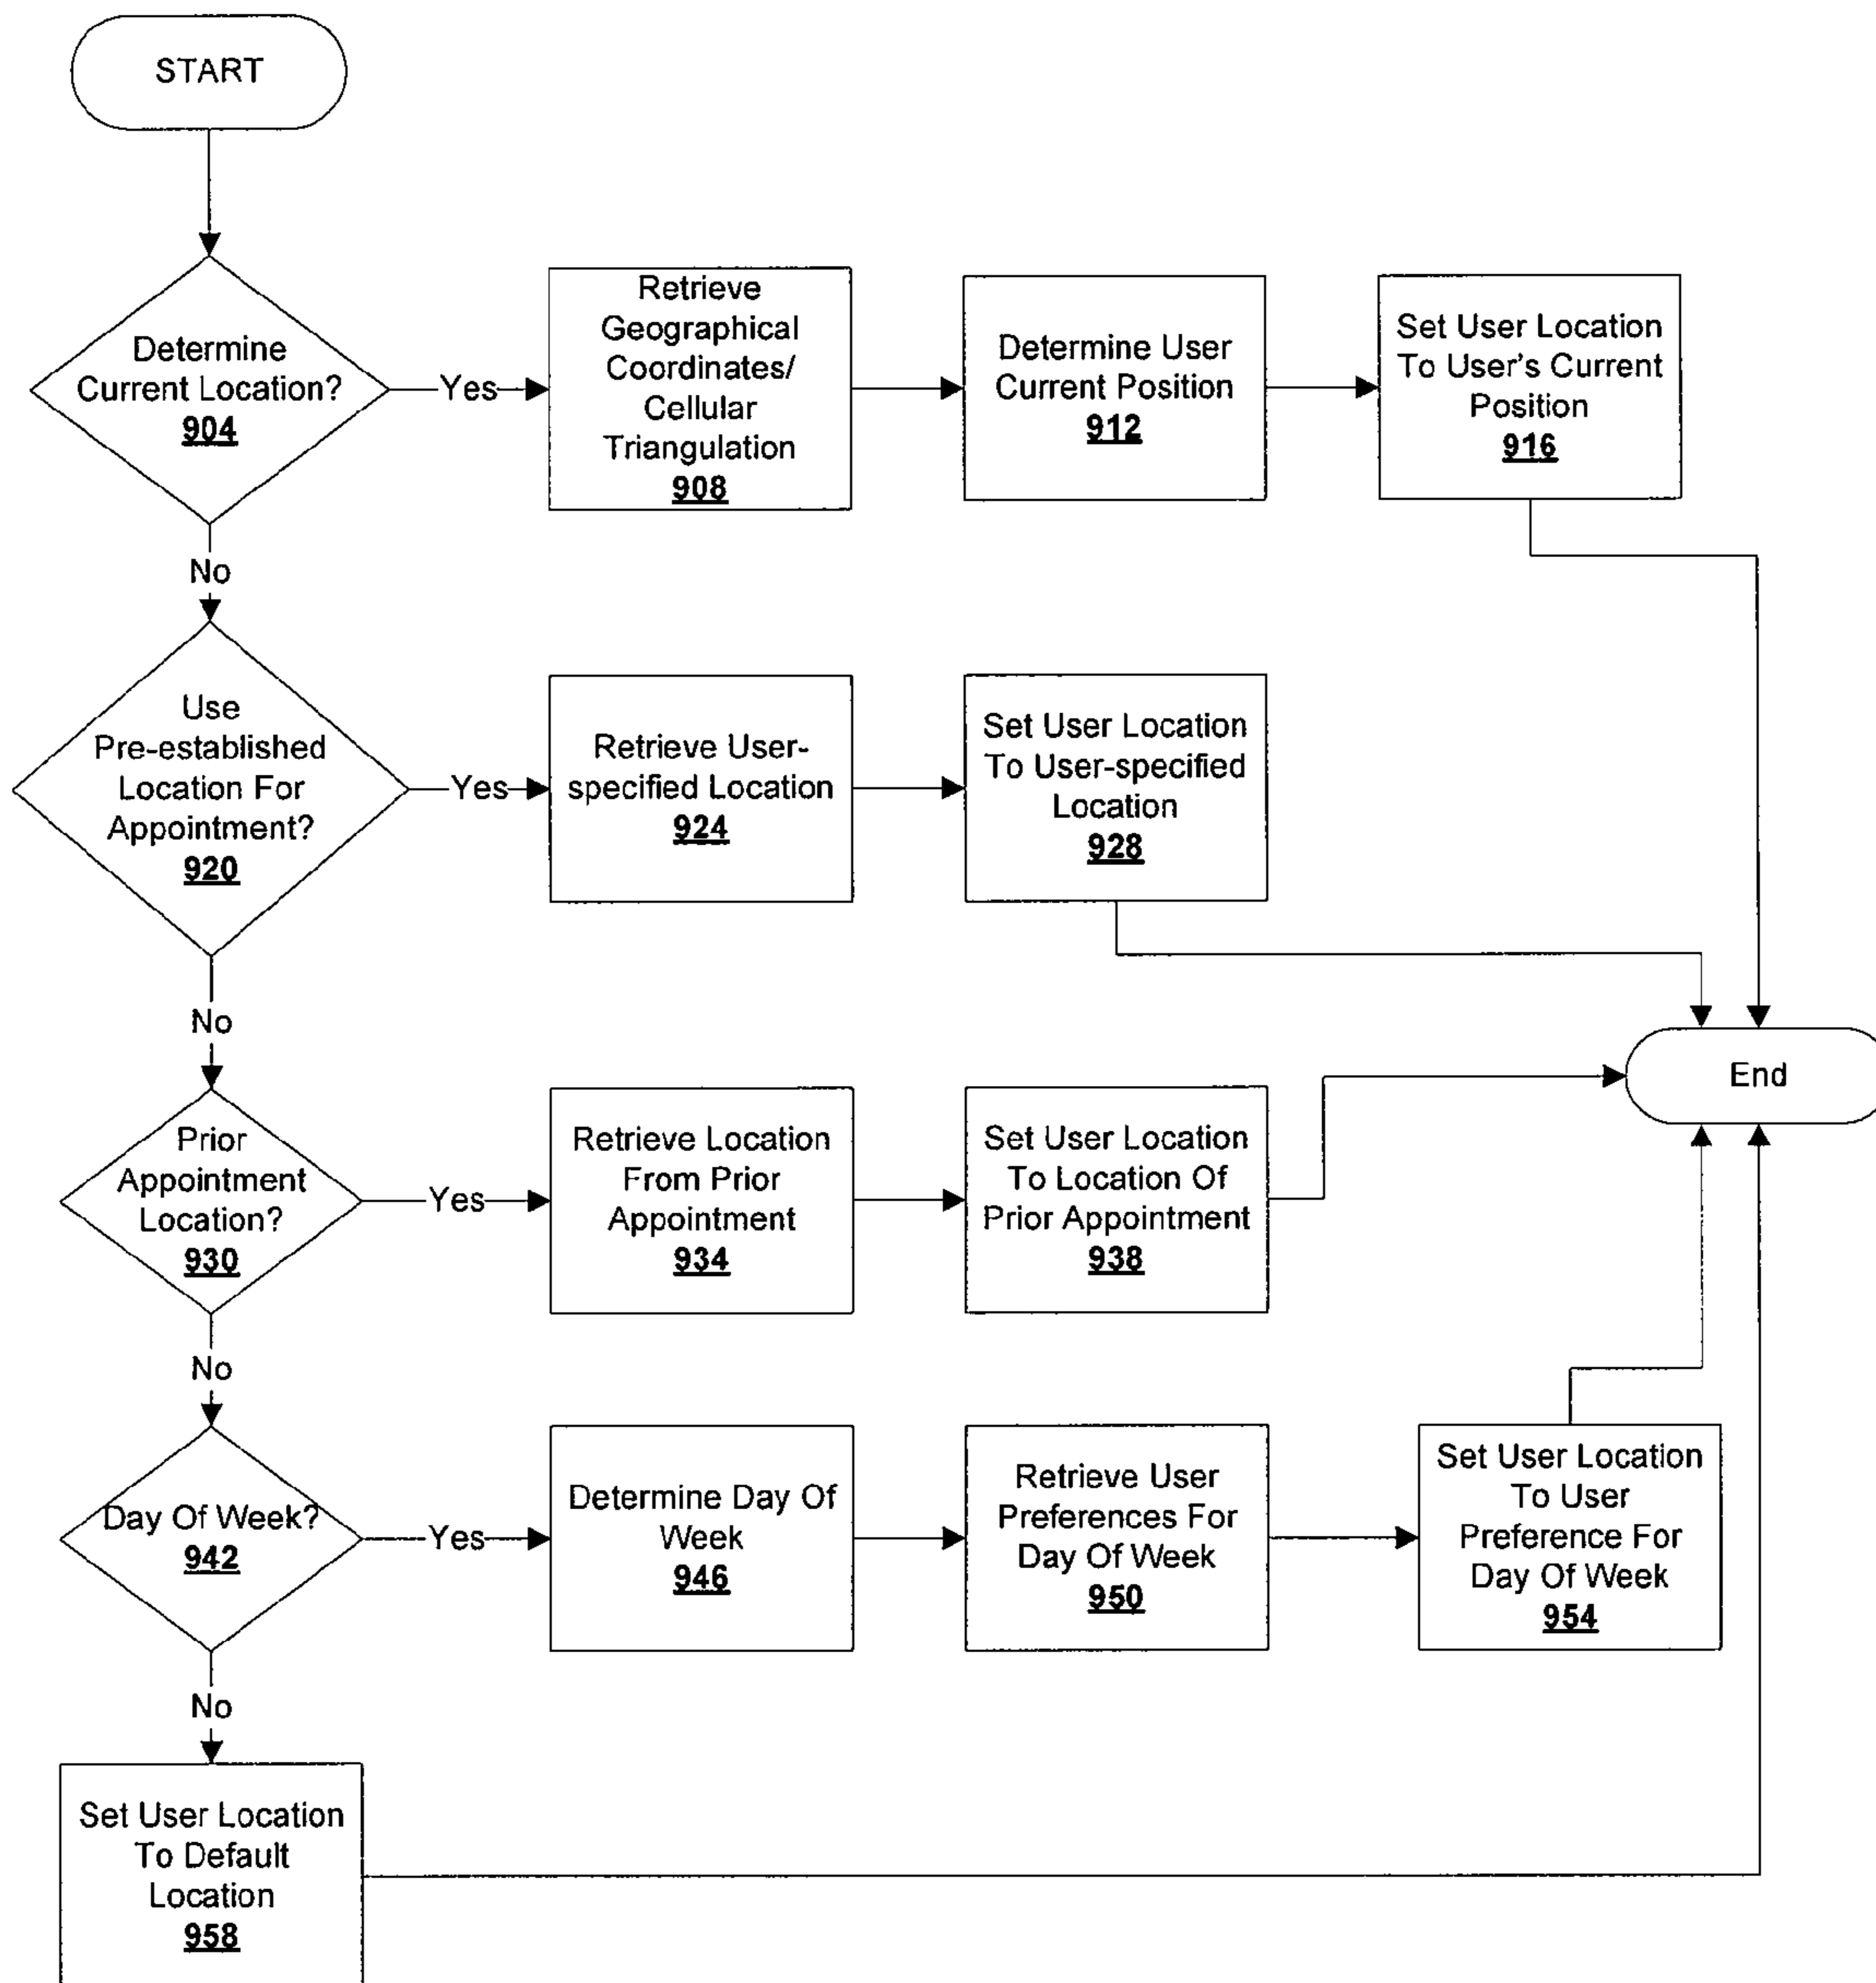 START
Determine
Current Location?
904
Yes
Retrieve
Geographical
Coordinates/
Cellular
Triangulation
908
Determine User
Current Position
912
Set User Location
To User's Current
Position
916
No
Use
Pre-established
Location For
Appointment?
920
Yes
Retrieve User-
specified Location
924
Set User Location
To User-specified
Location
928
No
End
Prior
Appointment
Location?
930
Yes
Retrieve Location
From Prior
Appointment
934
Set User Location
To Location Of
Prior Appointment
938
No
Day Of Week?
942
Yes
Determine Day Of
Week
946
Retrieve User
Preferences For
Day Of Week
950
Set User Location
To User
Preference For
Day Of Week
954
No
Set User Location
To Default
Location
958